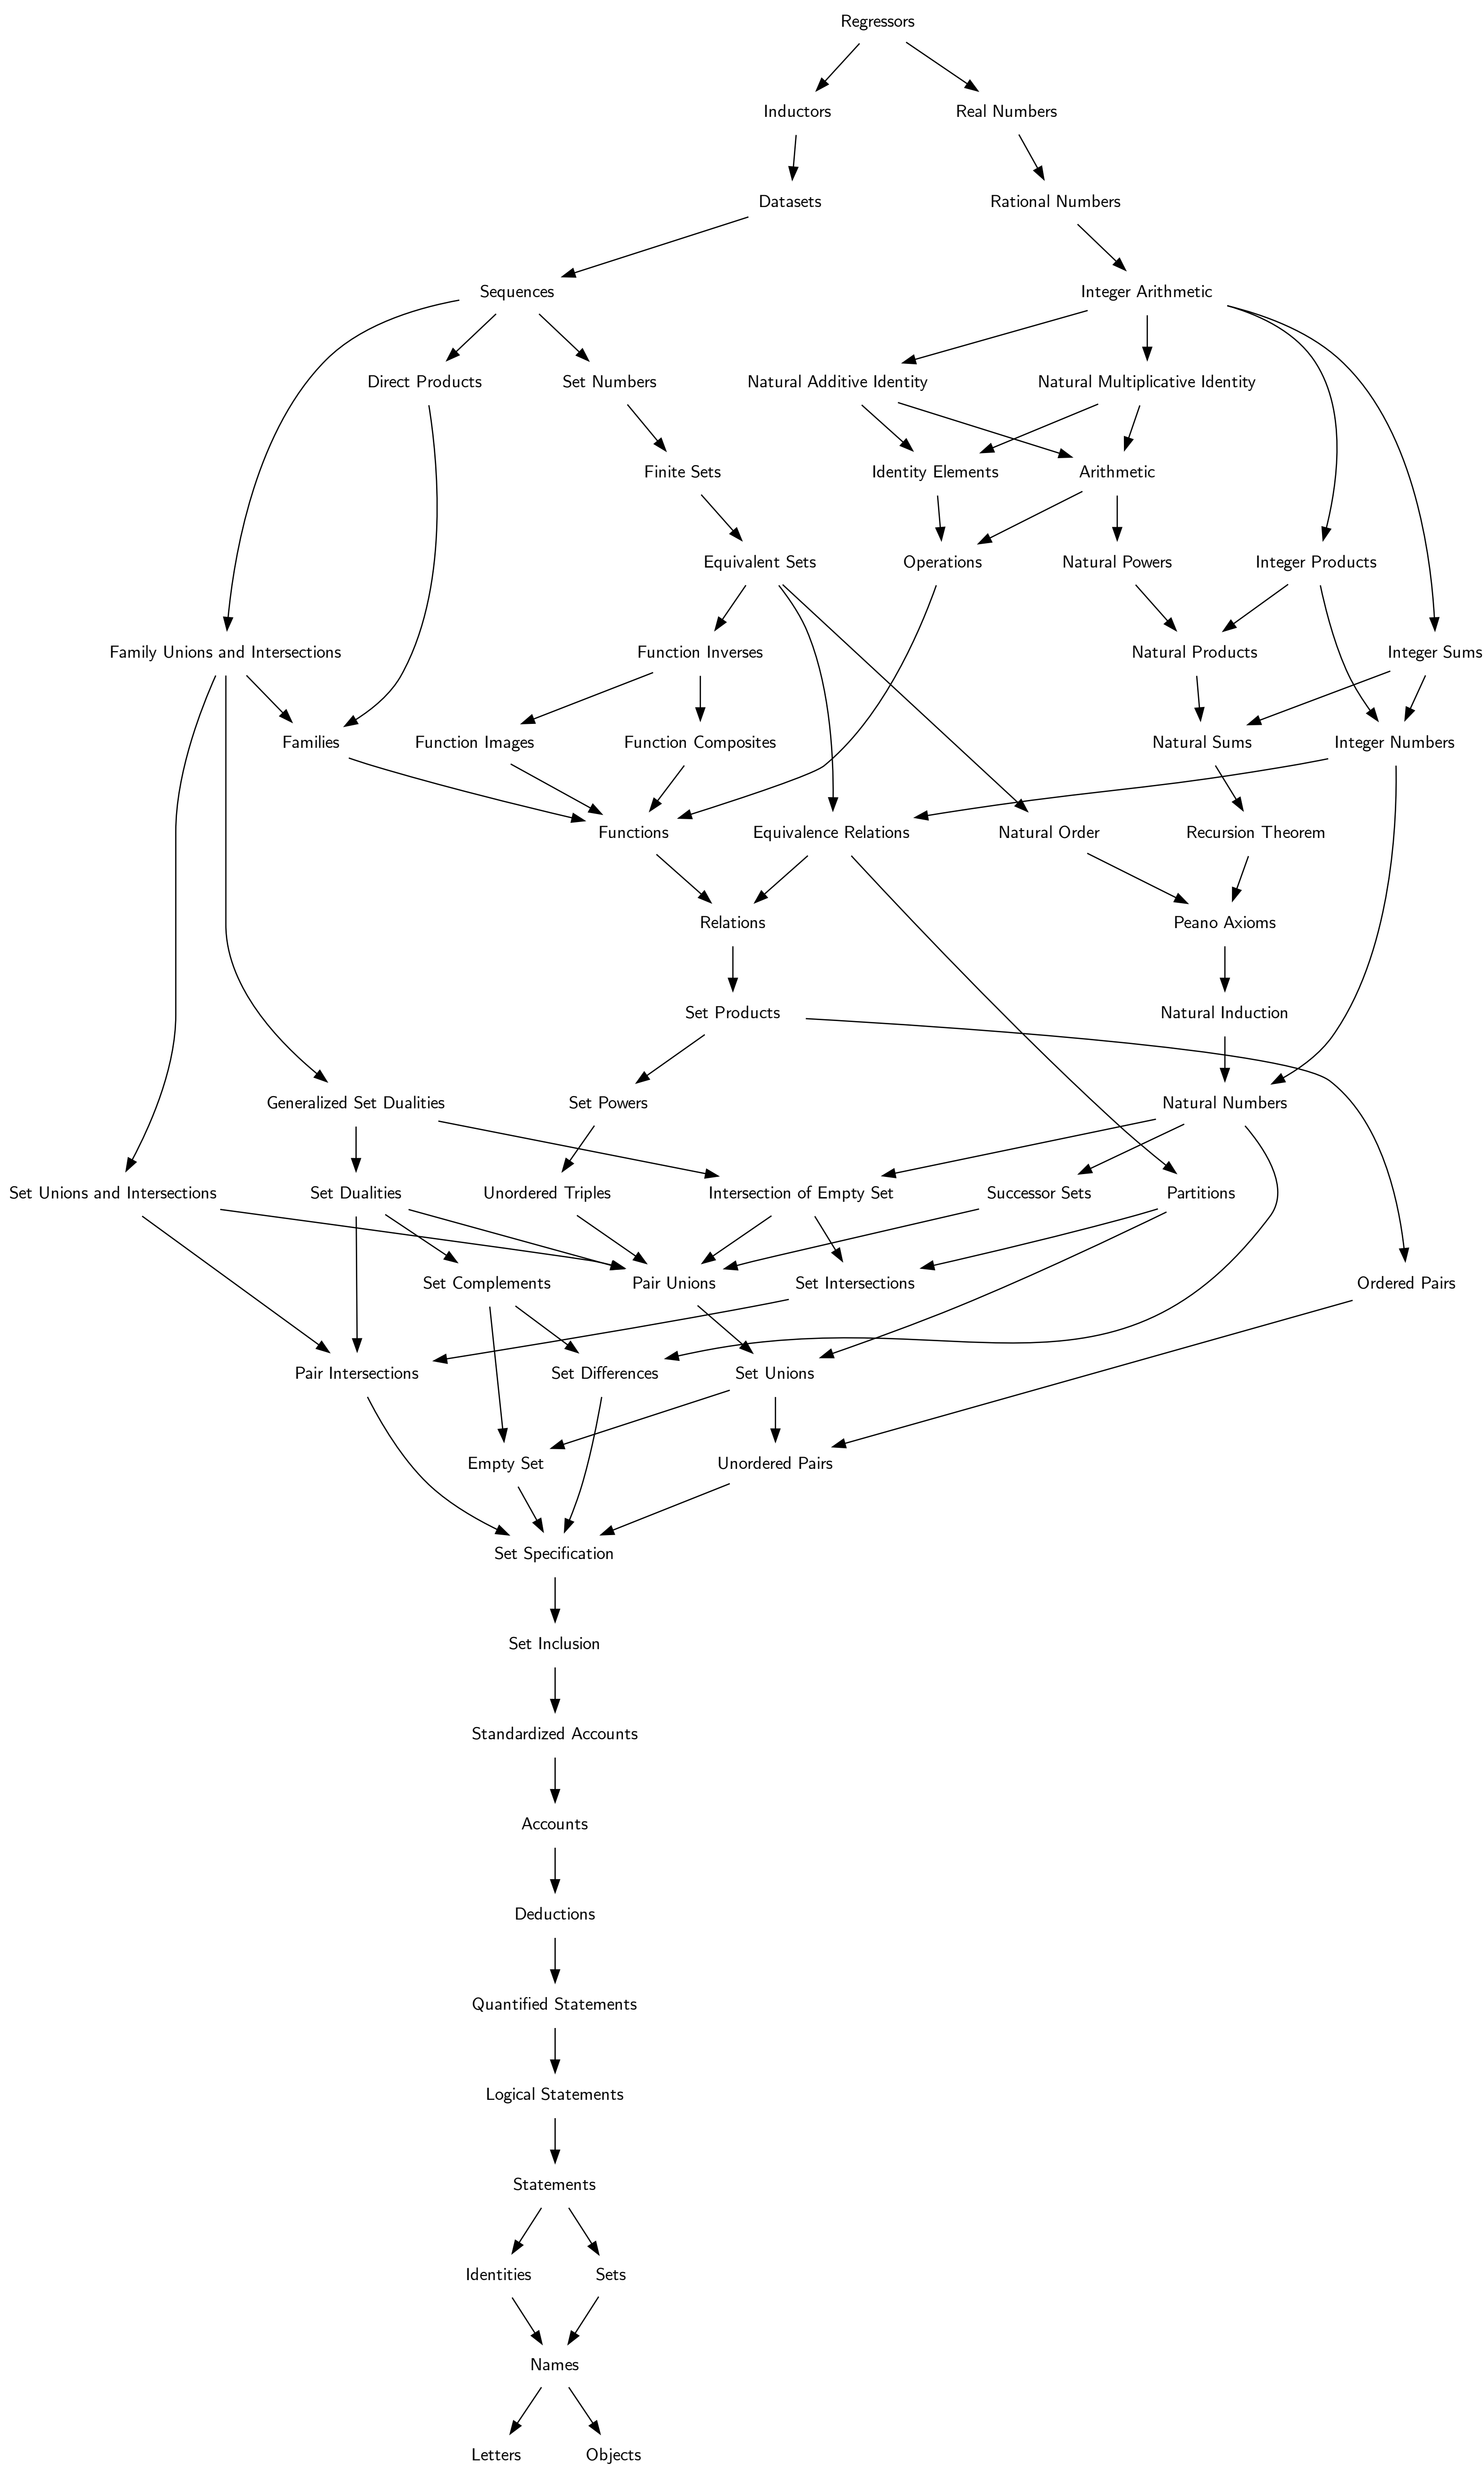 Regressors
Inductors
Real Numbers
Datasets
Rational Numbers
Sequences
Integer Arithmetic
Direct Products
Set Numbers
Natural Additive Identity
Natural Multiplicative Identity
Finite Sets
Identity Elements
Arithmetic
Equivalent Sets
Operations
Natural Powers
Integer Products
Family Unions and Intersections
Function Inverses
Natural Products
Integer Sums
Families
Function Images
Function Composites
Natural Sums
Integer Numbers
Functions
Equivalence Relations
Natural Order
Recursion Theorem
Relations
Peano Axioms
Set Products
Natural Induction
Generalized Set Dualities
Set Powers
Natural Numbers
Set Unions and Intersections
Set Dualities
Unordered Triples
Intersection of Empty Set
Successor Sets
Partitions
Set Complements
Pair Unions
Set Intersections
Ordered Pairs
Pair Intersections
Set Differences
Set Unions
Empty Set
Unordered Pairs
Set Specification
Set Inclusion
Standardized Accounts
Accounts
Deductions
Quantified Statements
Logical Statements
Statements
Identities
Sets
Names
Letters
Objects